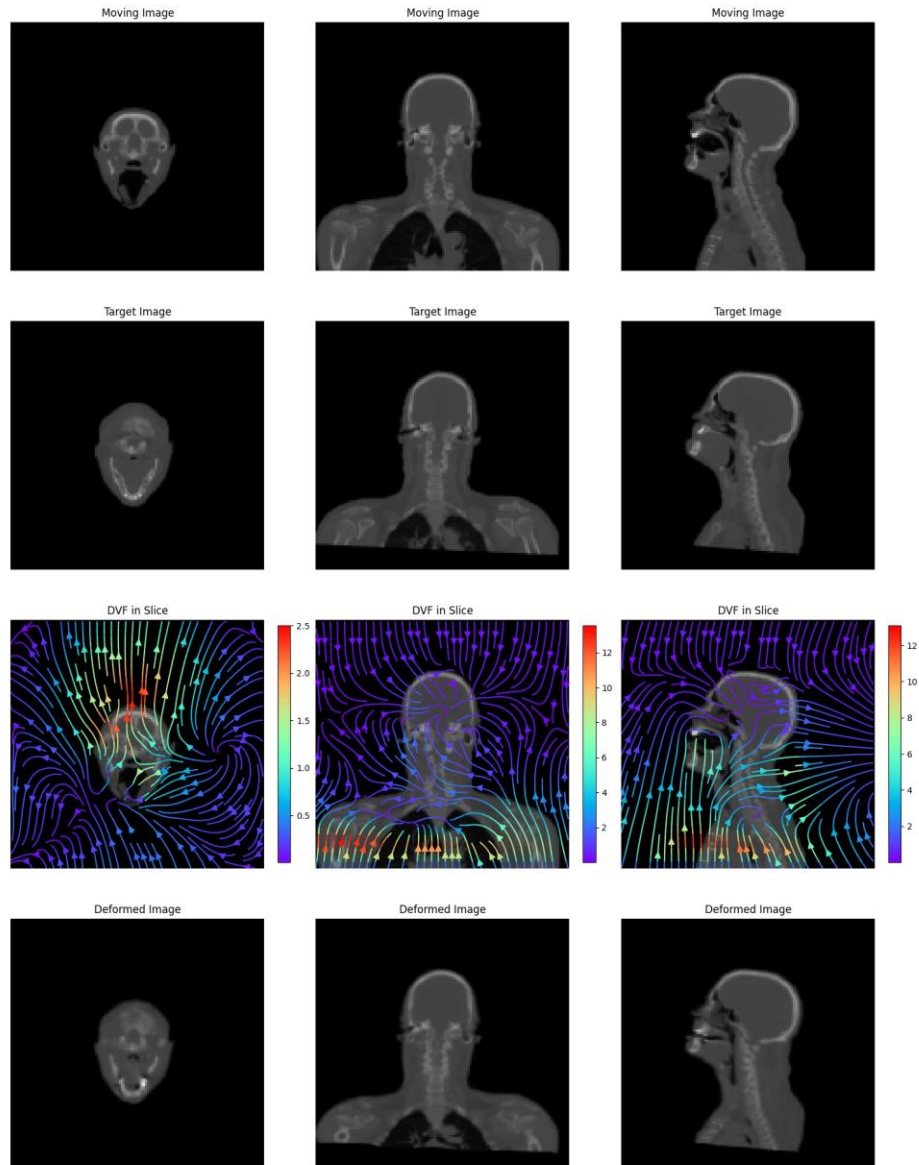 Moving Image
Moving Image
Moving Image
Target Image
Target Image
Target Image
DVF in Slice
DVF in Slice
DVF in Slice
2.5
2.0
1.5
1.0
0.5
12
10
8
6
4
2
12
10
8
6
4
2
Deformed Image
Deformed Image
Deformed Image